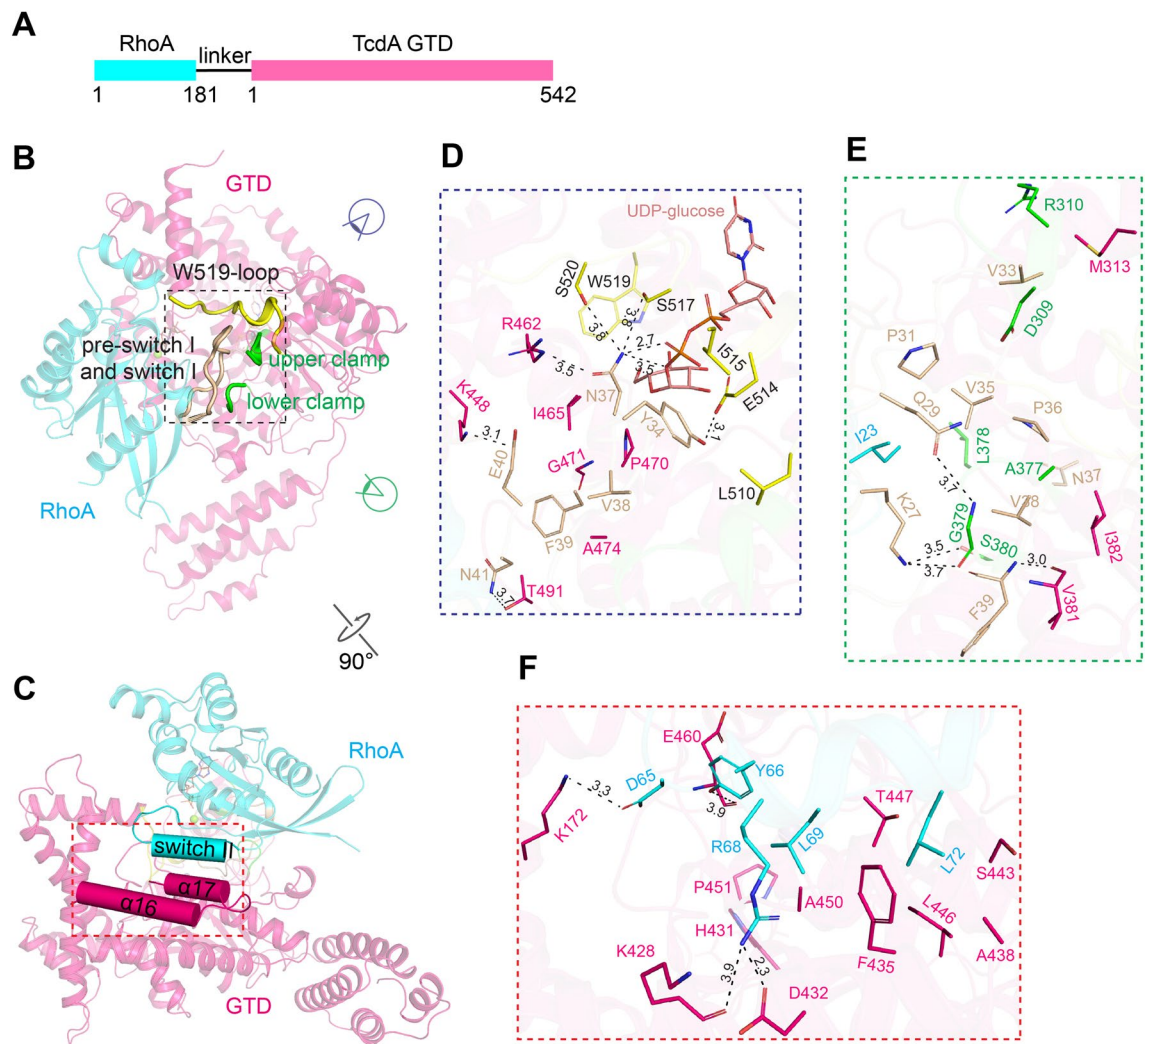 A
RhoA
linker
TcdA GTD
1
181
1
542
B
GTD
W519-loop
pre-switch I
and switch I
upper clamp
lower clamp
RhoA
90°
C
RhoA
switch II
α17
α16
GTD
D
UDP-glucose
S520
W519
S517
3.8
3.8
R462
2.7
3.5
3.5
I515
K448
N37
E514
I465
Y34
3.1
3.1
E40
G471
P470
V38
L510
F39
A474
N41
3.7
T491
E
R310
V33
M313
D309
P31
V35
Q29
P36
I23
L378
A377
N37
3.7
K27
V38
G379
I382
3.5
S380
3.0
3.7
F39
V381
F
E460
Y66
D65
3.3
3.9
T447
K172
R68
L69
L72
S443
P451
A450
L446
H431
K428
F435
A438
3.9
2.3
D432